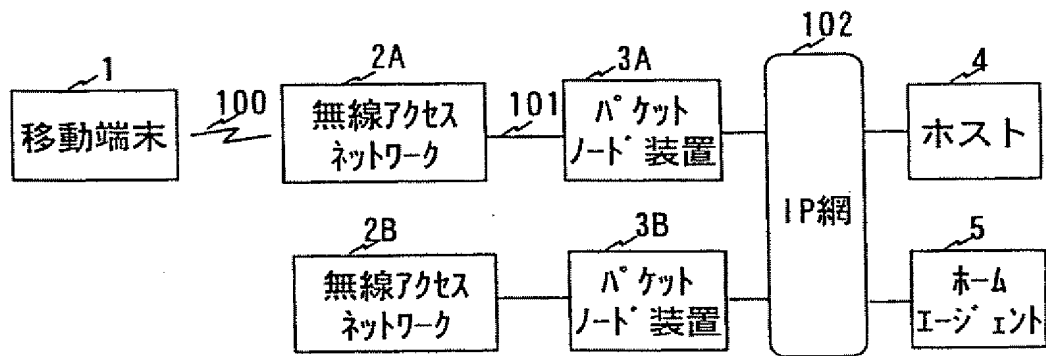 102
1
2A
3A
4
100
101
移動端末
無線アクセス
ネットワーク
パケット
ノード装置
ホスト
IP網
2B
3B
5
無線アクセス
ネットワーク
パケット
ノード装置
ホーム
エージェント